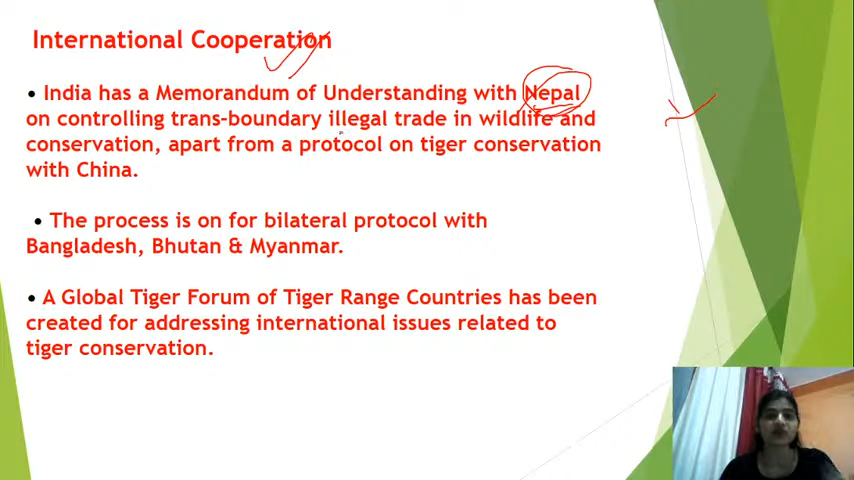 International Cooperation
• India has a Memorandum of Understanding with Nepal
on controlling trans-boundary illegal trade in wildlife and
conservation, apart from a protocol on tiger conservation
with China.
• The process is on for bilateral protocol with
Bangladesh, Bhutan & Myanmar.
• A Global Tiger Forum of Tiger Range Countries has been
created for addressing international issues related to
tiger conservation.